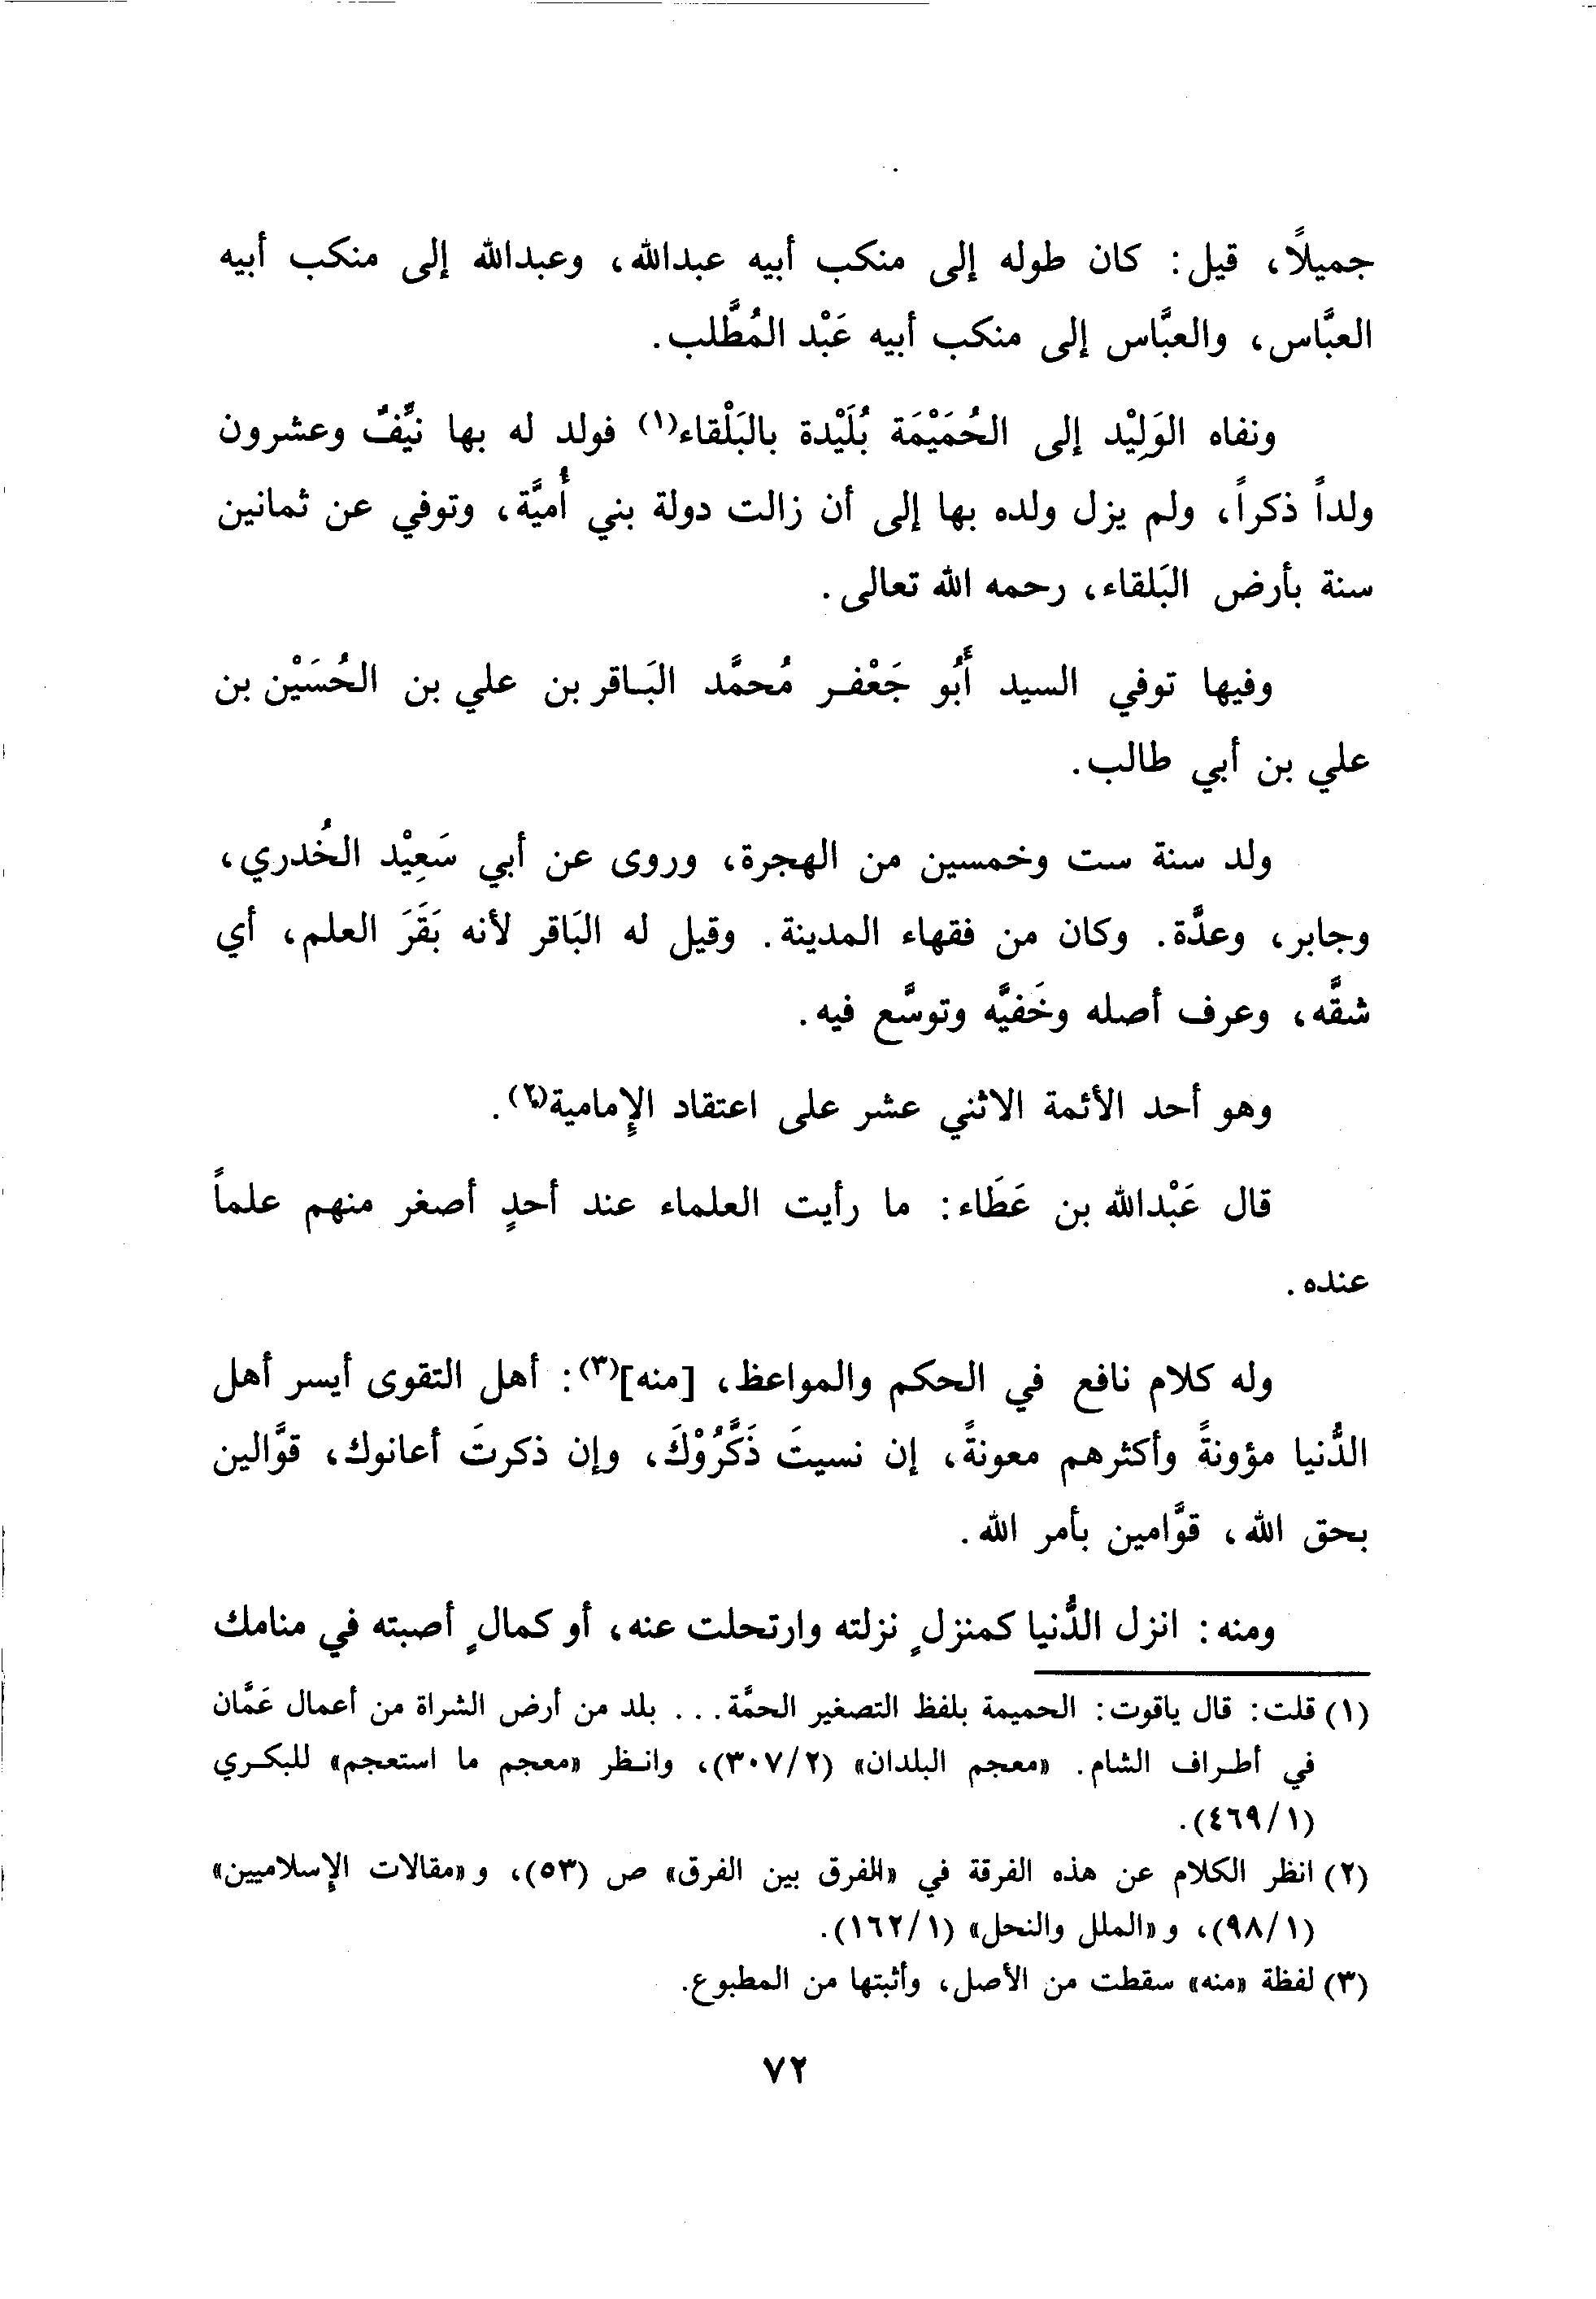 جميلاً، قيل: كان طوله إلى منكب أبيه عبدالله، وعبدالله إلى منكب أبيه
العبَّاس، والعبَّاس إلى منكب أبيه عَبْد المُطَّلب.
ونفاه الوَلِيْد إلى الحُمَيْمَة بُلَيْدة بالبَلْقاء(١) فولد له بها نيِّفٌ وعشرون
ولداً ذكراً، ولم يزل ولده بها إلى أن زالت دولة بني أُميَّة، وتوفي عن ثمانين
سنة بأرض البَلقاء، رحمه الله تعالى.
وفيها توفي السيد أَبُو جَعْفر مُحمَّد البَاقر بن علي بن الحُسَيْن بن
علي بن أبي طالب.
ولد سنة ست وخمسين من الهجرة، وروى عن أبي سَعِيْد الخُدري،
وجابر، وعدَّة. وكان من فقهاء المدينة. وقيل له البَاقر لأنه بَقَرَ العلم، أي
شقَّه، وعرف أصله وخَفيَّه وتوسَّع فيه.
وهو أحد الأئمة الاثني عشر على اعتقاد الإمامية(٢).
قال عَبْدالله بن عَطَاء: ما رأيت العلماء عند أحدٍ أصغر منهم علماً
عنده.
وله كلام نافع في الحكم والمواعظ، [منه](٣): أهل التقوى أيسر أهل
الدُّنيا مؤونةً وأكثرهم معونةً، إن نسيتَ ذَكَّرُوْكَ، وإن ذكرتَ أعانوك، قوَّالين
بحق الله، قوَّامين بأمر الله.
ومنه: انزل الدُّنيا كمنزلٍ نزلته وارتحلت عنه، أو كمالٍ أصبته في منامك
(١) قلت: قال ياقوت: الحميمة بلفظ التصغير الحمَّة... بلد من أرض الشراة من أعمال عَمَّان
في أطراف الشام. «معجم البلدان» (٣٠٧/٢)، وانظر «معجم ما استعجم» للبكري
(٤٦٩/١).
(٢) انظر الكلام عن هذه الفرقة في «الفرق بين الفرق» ص (٥٣)، و «مقالات الإسلاميين»
(٩٨/١)، و «الملل والنحل» (١٦٢/١).
(٣) لفظة «منه» سقطت من الأصل، وأثبتها من المطبوع.
٧٢